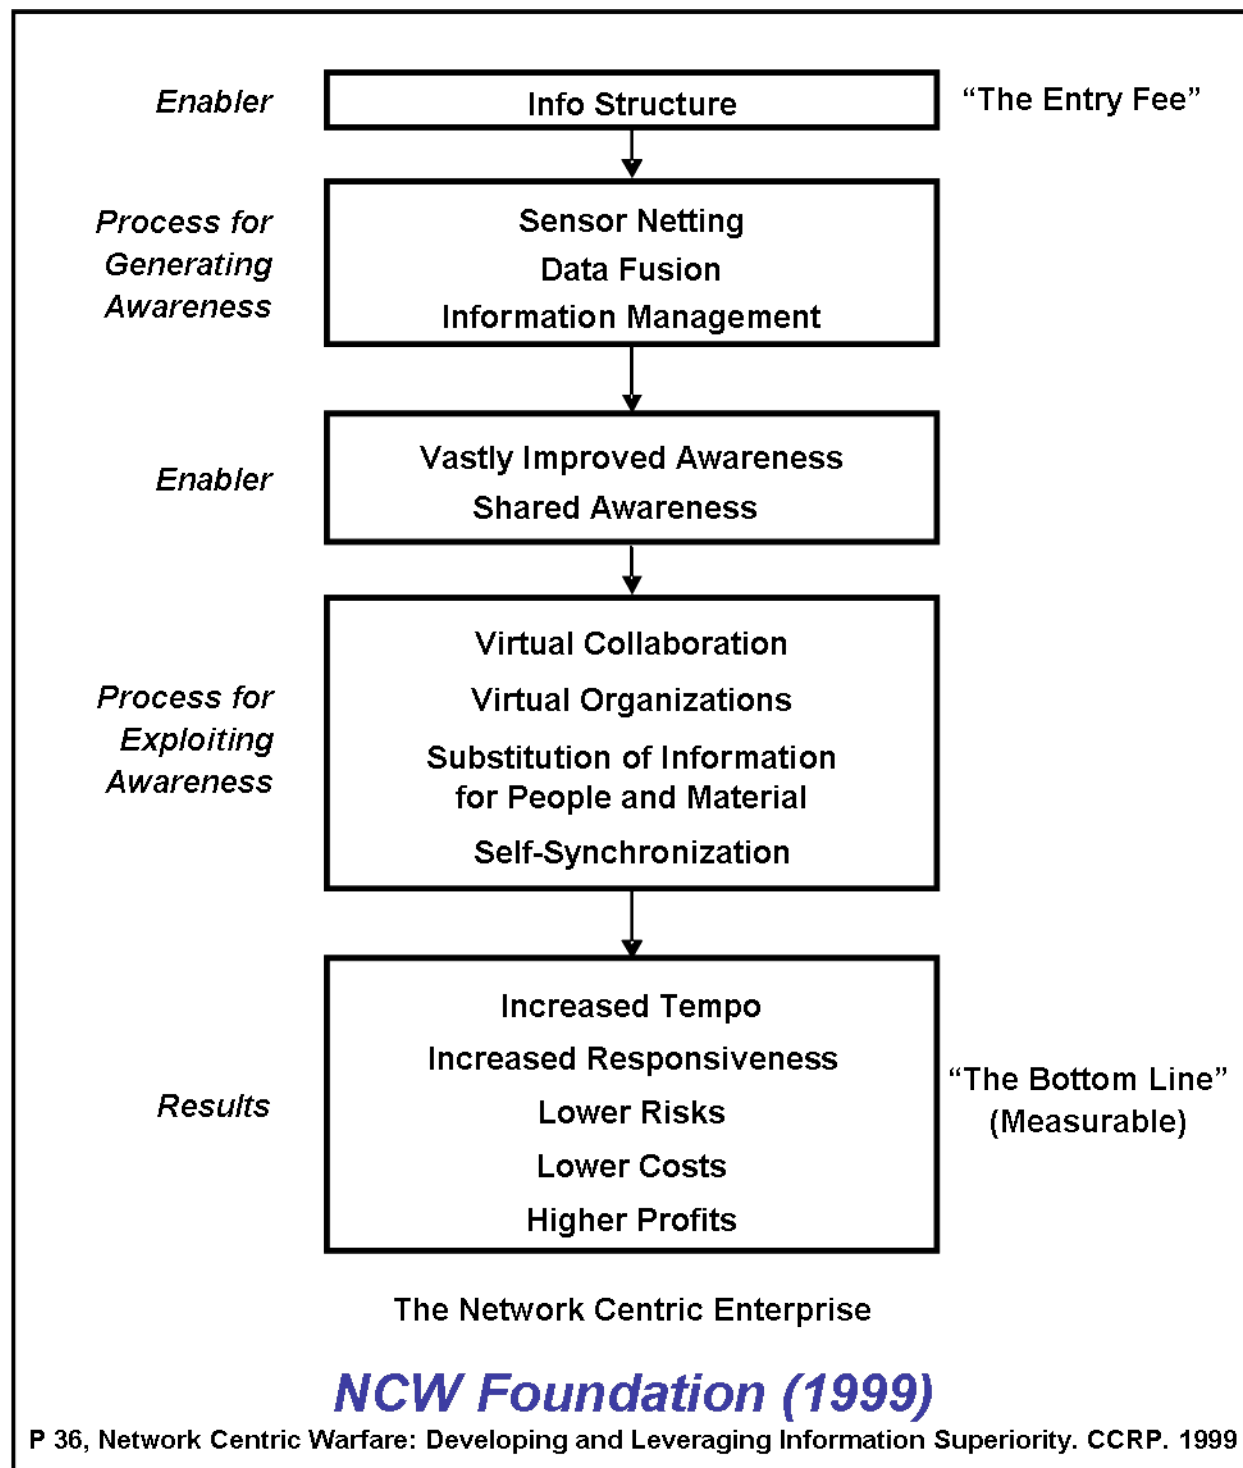 Enabler
Info Structure
“The Entry Fee”
Process for
Generating
Awareness
Sensor Netting
Data Fusion
Information Management
Enabler
Vastly Improved Awareness
Shared Awareness
Process for
Exploiting
Awareness
Virtual Collaboration
Virtual Organizations
Substitution of Information
for People and Material
Self-Synchronization
Results
Increased Tempo
Increased Responsiveness
Lower Risks
Lower Costs
Higher Profits
“The Bottom Line”
(Measurable)
The Network Centric Enterprise
NCW Foundation (1999)
P 36, Network Centric Warfare: Developing and Leveraging Information Superiority. CCRP. 1999